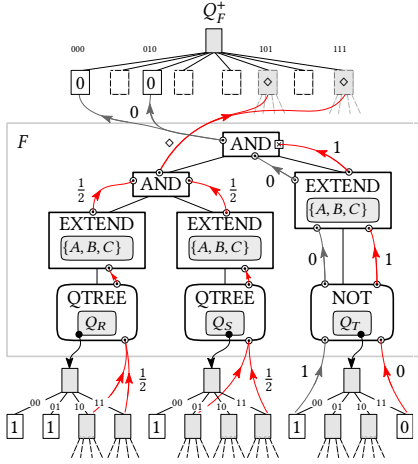 Q_F^+
000 010 101 111
0 0 ◇ ◇
0
F ◇ AND × 1
1/2 AND 1/2 0
EXTEND EXTEND EXTEND
{A, B, C} {A, B, C} {A, B, C}
0 1
QTREE QTREE NOT
Q_R Q_S Q_T
1/2 1/2 1 0
00 01 10 11 00 01 10 11 00 01 10 11
1 1 1 1 0